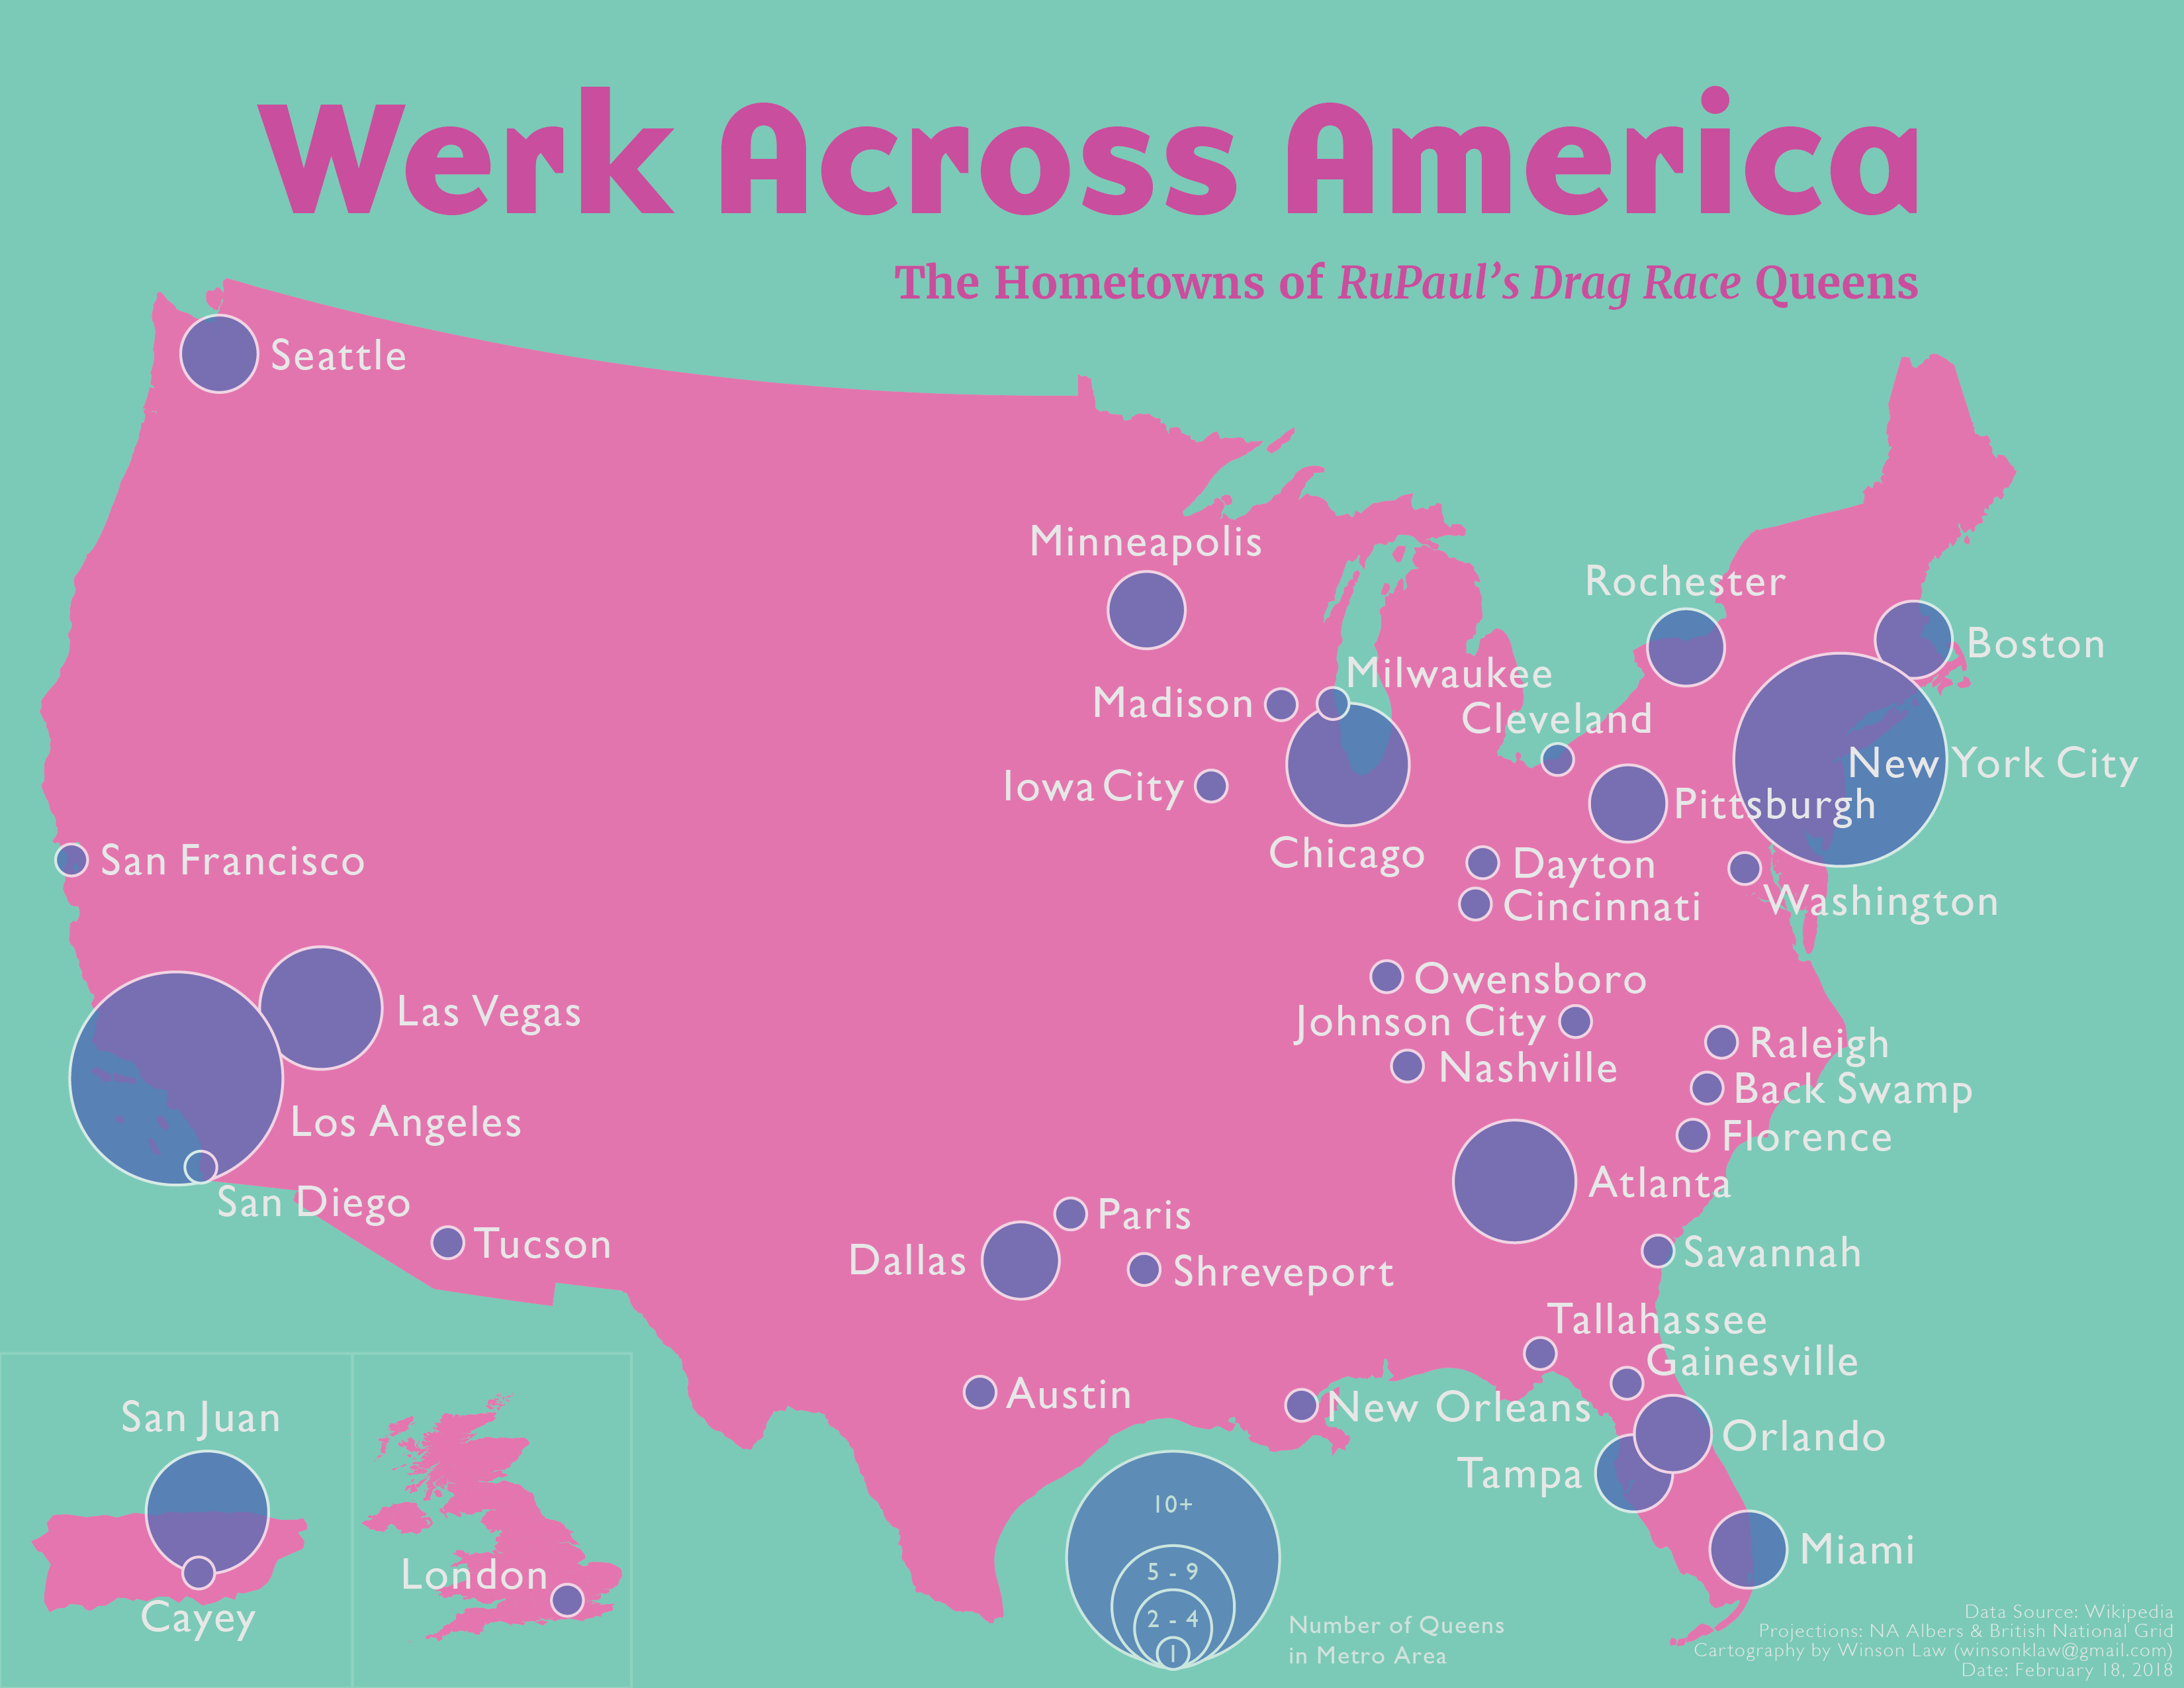 Werk Across America
The Hometowns of RuPaul's Drag Race Queens
Seattle
Minneapolis
Rochester
Boston
Milwaukee
Madison
Cleveland
New York City
Iowa City
Pittsburgh
Chicago
San Francisco
Dayton
Washington
Cincinnati
Owensboro
Las Vegas
Johnson City
Raleigh
Nashville
Back Swamp
Los Angeles
Florence
Atlanta
San Diego
Paris
Tucson
Dallas
Shreveport
Savannah
Tallahassee
Gainesville
Austin
New Orleans
San Juan
Orlando
Tampa
10+
Miami
5 - 9
London
Cayey
2 - 4
1
Number of Queens
in Metro Area
Data Source: Wikipedia
Projections: NA Albers & British National Grid
Cartography by Winson Law (winsonklaw@gmail.com)
Date: February 18, 2018